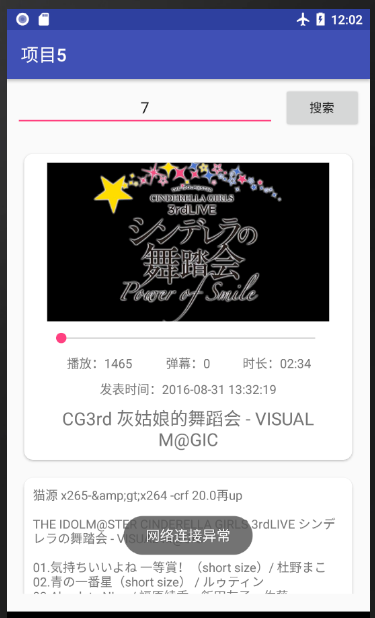 12:02
项目5
7
搜索
CINDERELLA GIRLS
3rdLIVE
シンデレラの
舞踏会
Power of Smile
播放：1465 弹幕：0 时长：02:34
发表时间：2016-08-31 13:32:19
CG3rd 灰姑娘的舞蹈会 - VISUAL
M@GIC
猫源 x265-&amp;gt;x264 -crf 20.0再up
THE IDOLM@STER CINDERELLA GIRLS 3rdLIVE シンデ
レラの舞踏会 - VISU
网络连接异常
01.気持ちいいよね 一等賞！（short size）/ 杜野まこ
02.青の一番星（short size） / ルゥティン